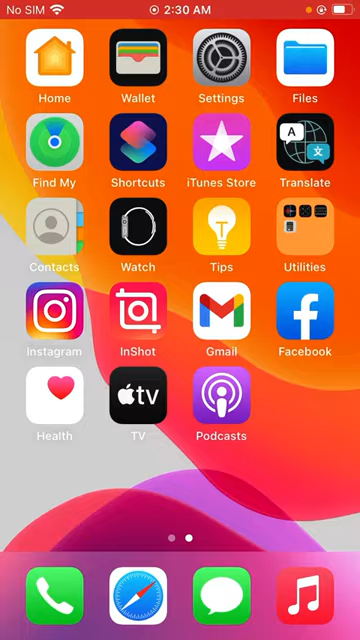 No SIM 2:30 AM
Home Wallet Settings Files
Find My Shortcuts iTunes Store Translate
Contacts Watch Tips Utilities
Instagram InShot Gmail Facebook
tv
Health TV Podcasts